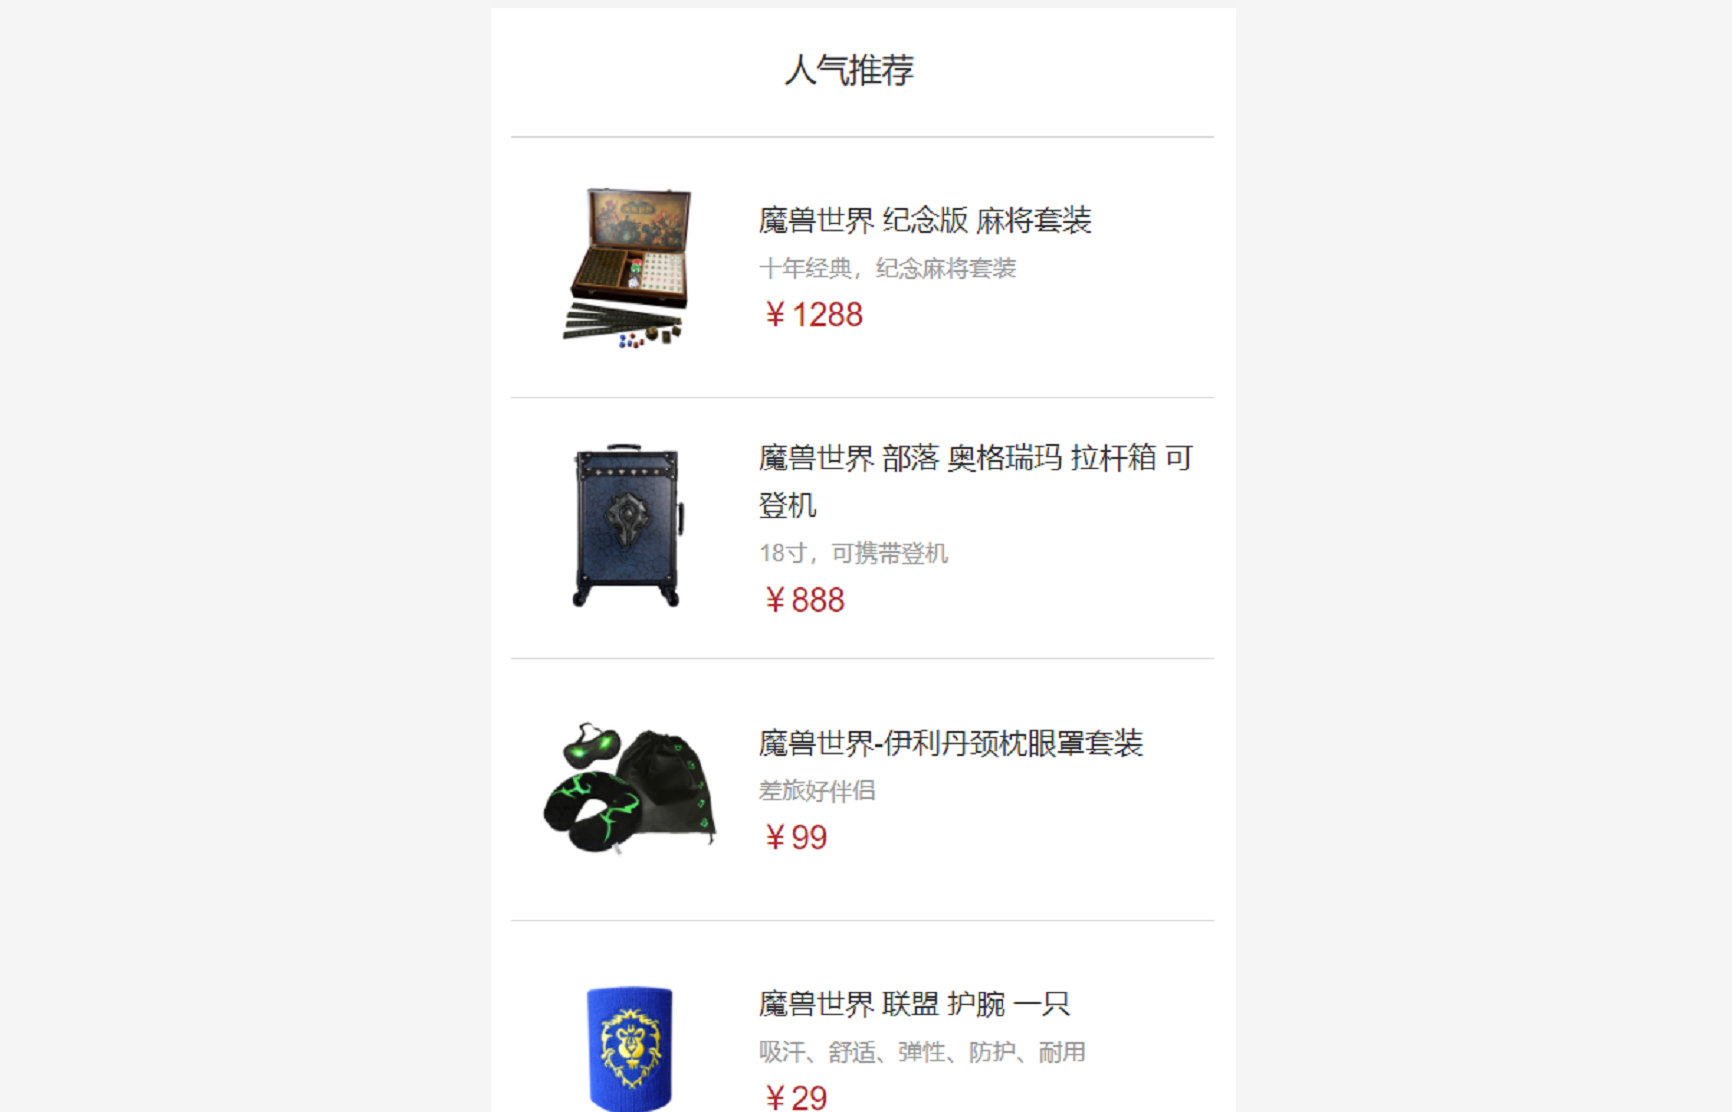 人气推荐
魔兽世界 纪念版 麻将套装
十年经典，纪念麻将套装
￥1288
魔兽世界 部落 奥格瑞玛 拉杆箱 可
登机
18寸，可携带登机
￥888
魔兽世界-伊利丹颈枕眼罩套装
差旅好伴侣
￥99
魔兽世界 联盟 护腕 一只
吸汗、舒适、弹性、防护、耐用
￥29